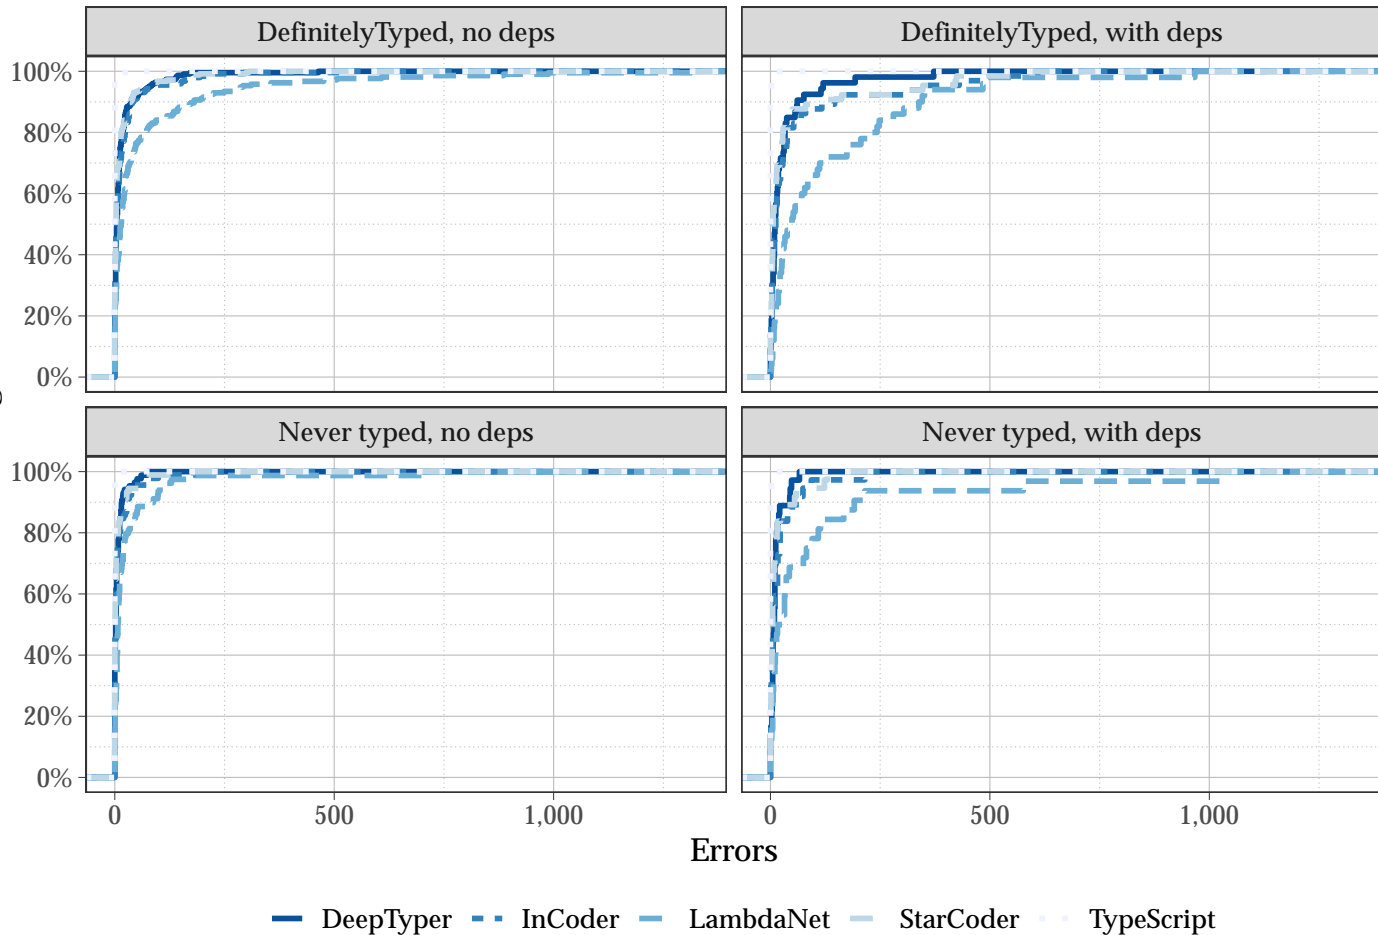 DefinitelyTyped, no deps
DefinitelyTyped, with deps
100%
80%
60%
40%
20%
0%
Never typed, no deps
Never typed, with deps
100%
80%
60%
40%
20%
0%
0 500 1,000 0 500 1,000
Errors
DeepTyper InCoder LambdaNet StarCoder TypeScript